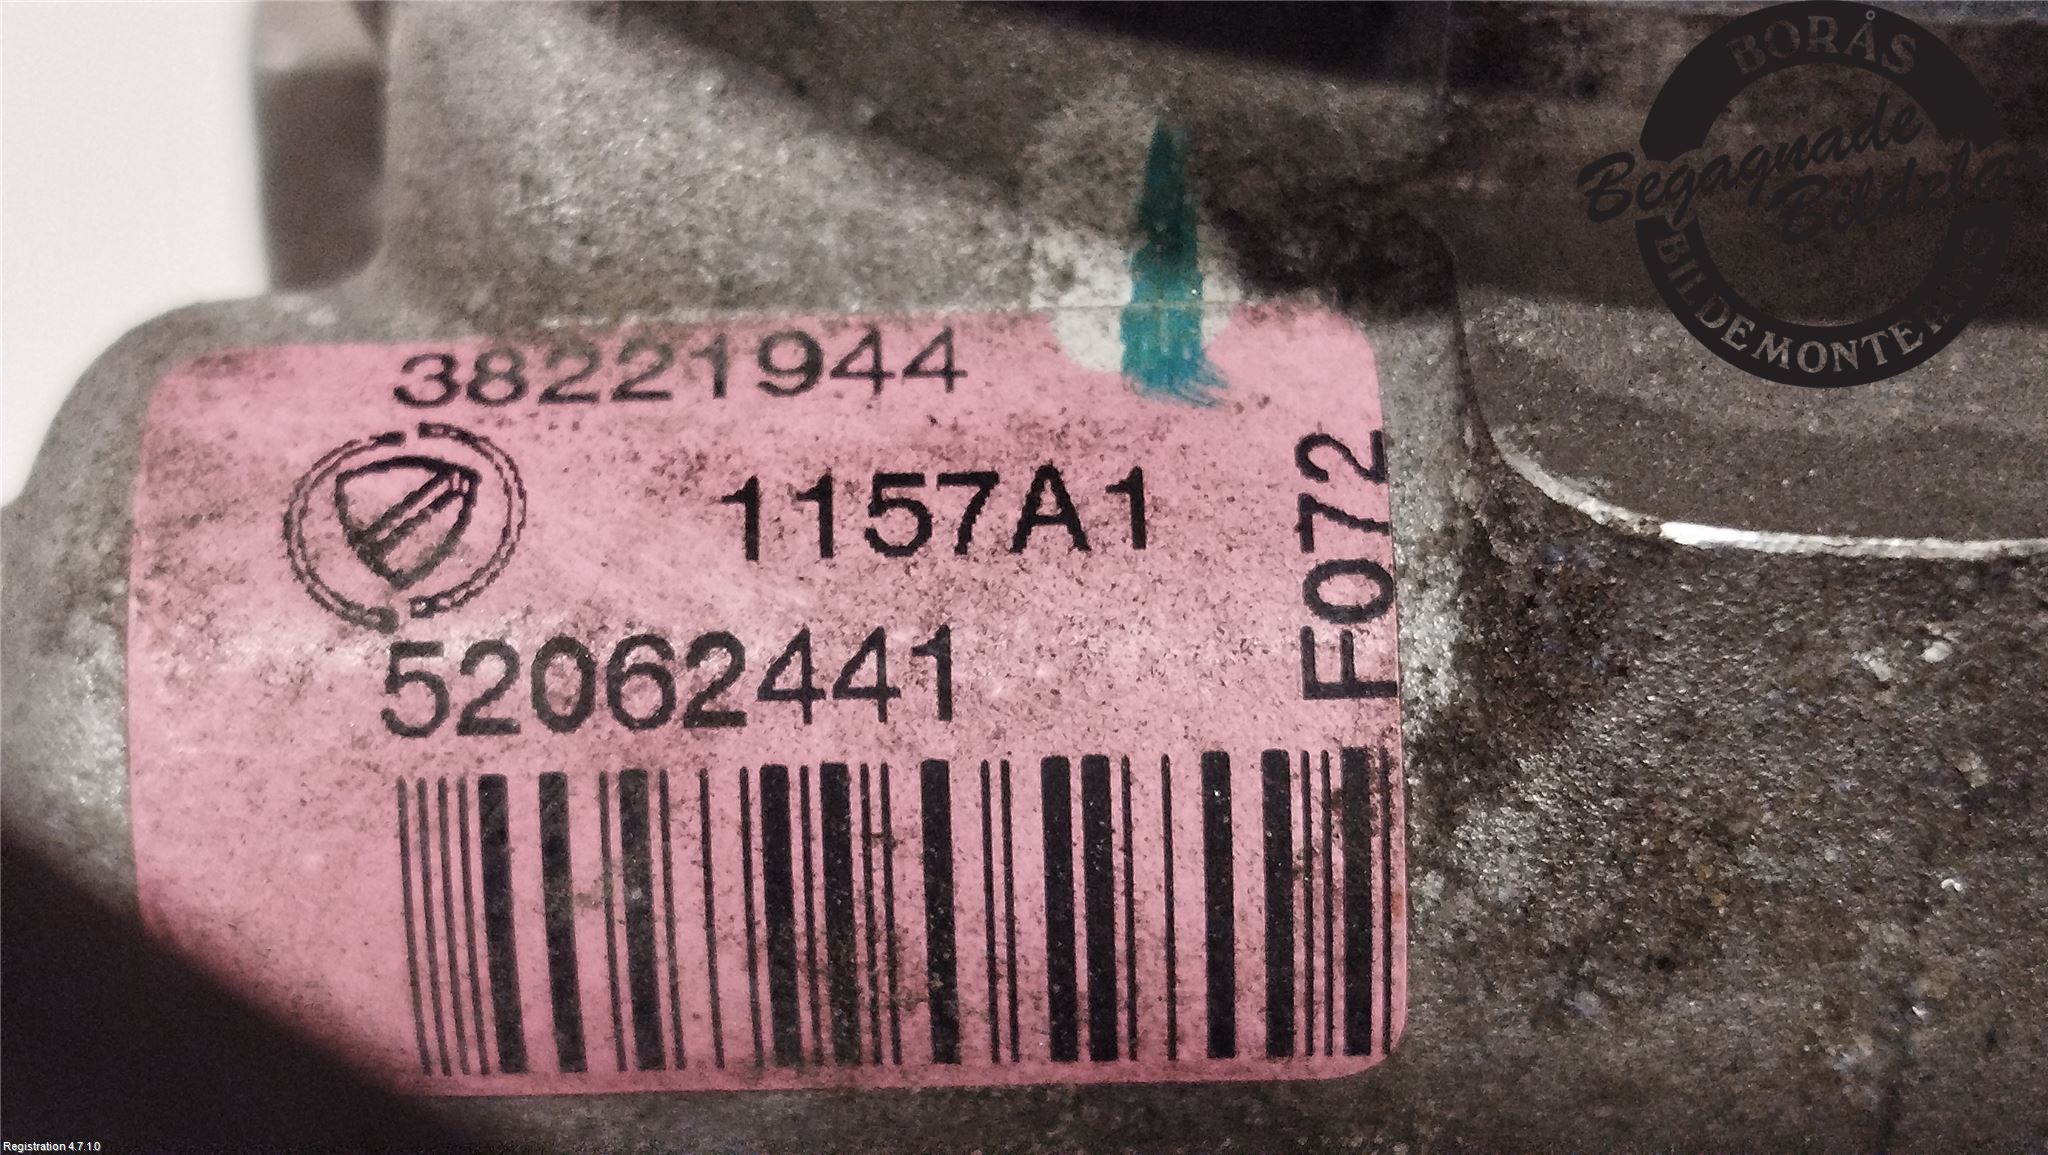 BORÅS
Begagnade
Bildelar
BILDEMONTERING
38221944
1157A1
F072
52062441
Registration 4.7.1.0